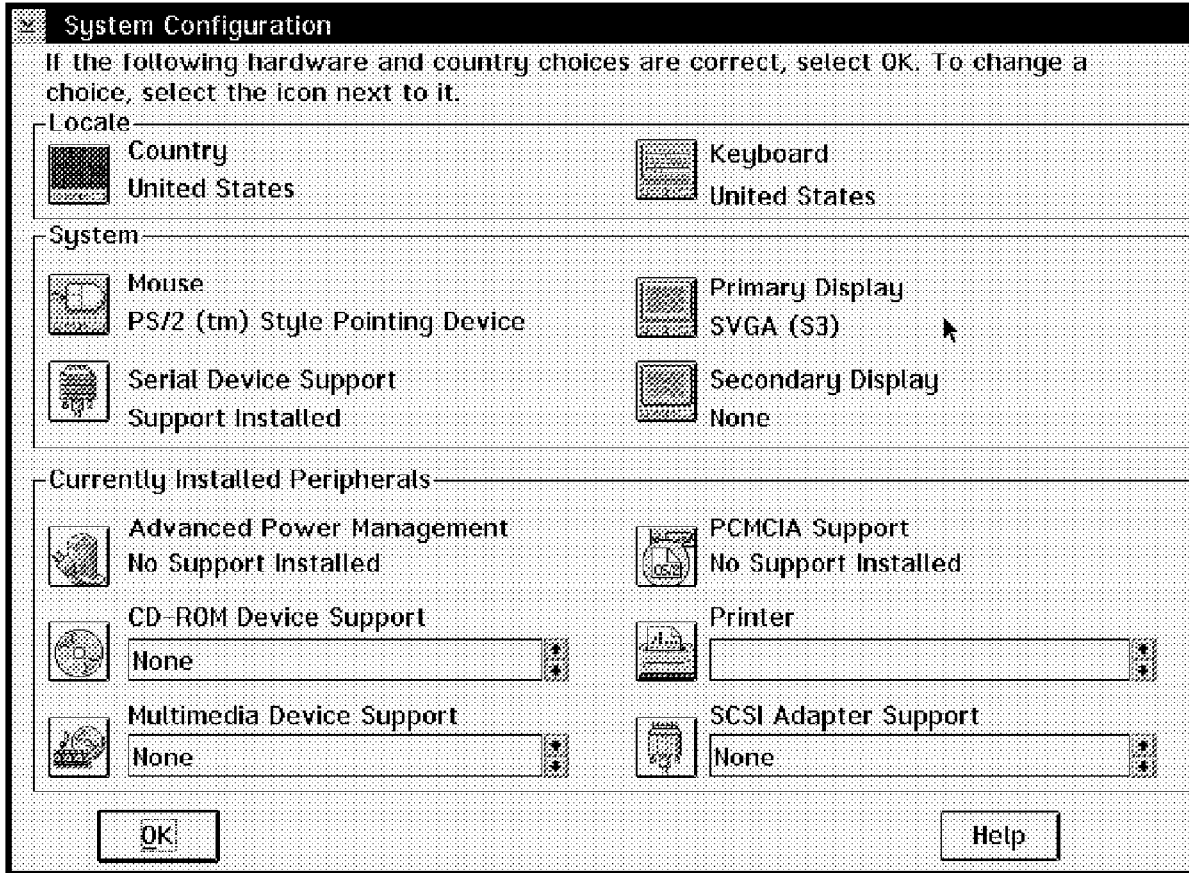 System Configuration
If the following hardware and country choices are correct, select OK. To change a
choice, select the icon next to it.
Locale
Country
United States
Keyboard
United States
System
Mouse
PS/2 (tm) Style Pointing Device
Primary Display
SVGA (S3)
Serial Device Support
Support Installed
Secondary Display
None
Currently Installed Peripherals
Advanced Power Management
No Support Installed
PCMCIA Support
No Support Installed
OS/2
CD-ROM Device Support
None
Printer
Multimedia Device Support
None
SCSI Adapter Support
None
OK
Help